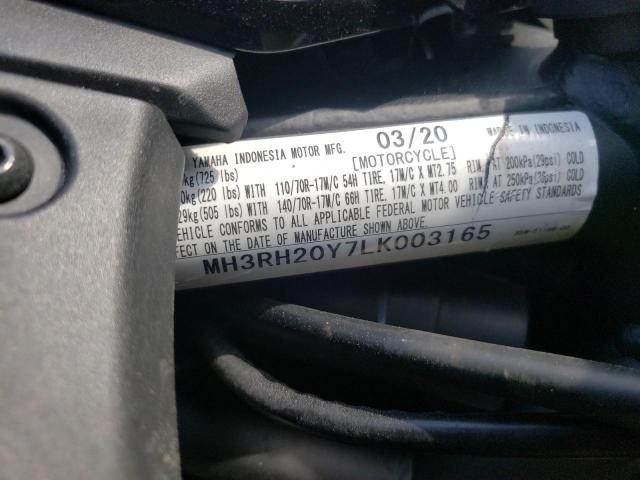 YAMAHA INDONESIA MOTOR MFG. 03/20 MADE IN INDONESIA
kg(725 lbs) [MOTORCYCLE]
0kg(220 lbs) WITH 110/70R-17M/C 54H TIRE, 17M/C X MT2.75 RIM, AT 200kPa(29psi) COLD
29kg(505 lbs) WITH 140/70R-17M/C 66H TIRE, 17M/C X MT4.00 RIM, AT 250kPa(36psi) COLD
VEHICLE CONFORMS TO ALL APPLICABLE FEDERAL MOTOR VEHICLE SAFETY STANDARDS
EFFECT ON THE DATE OF MANUFACTURE SHOWN ABOVE.
MH3RH20Y7LK003165